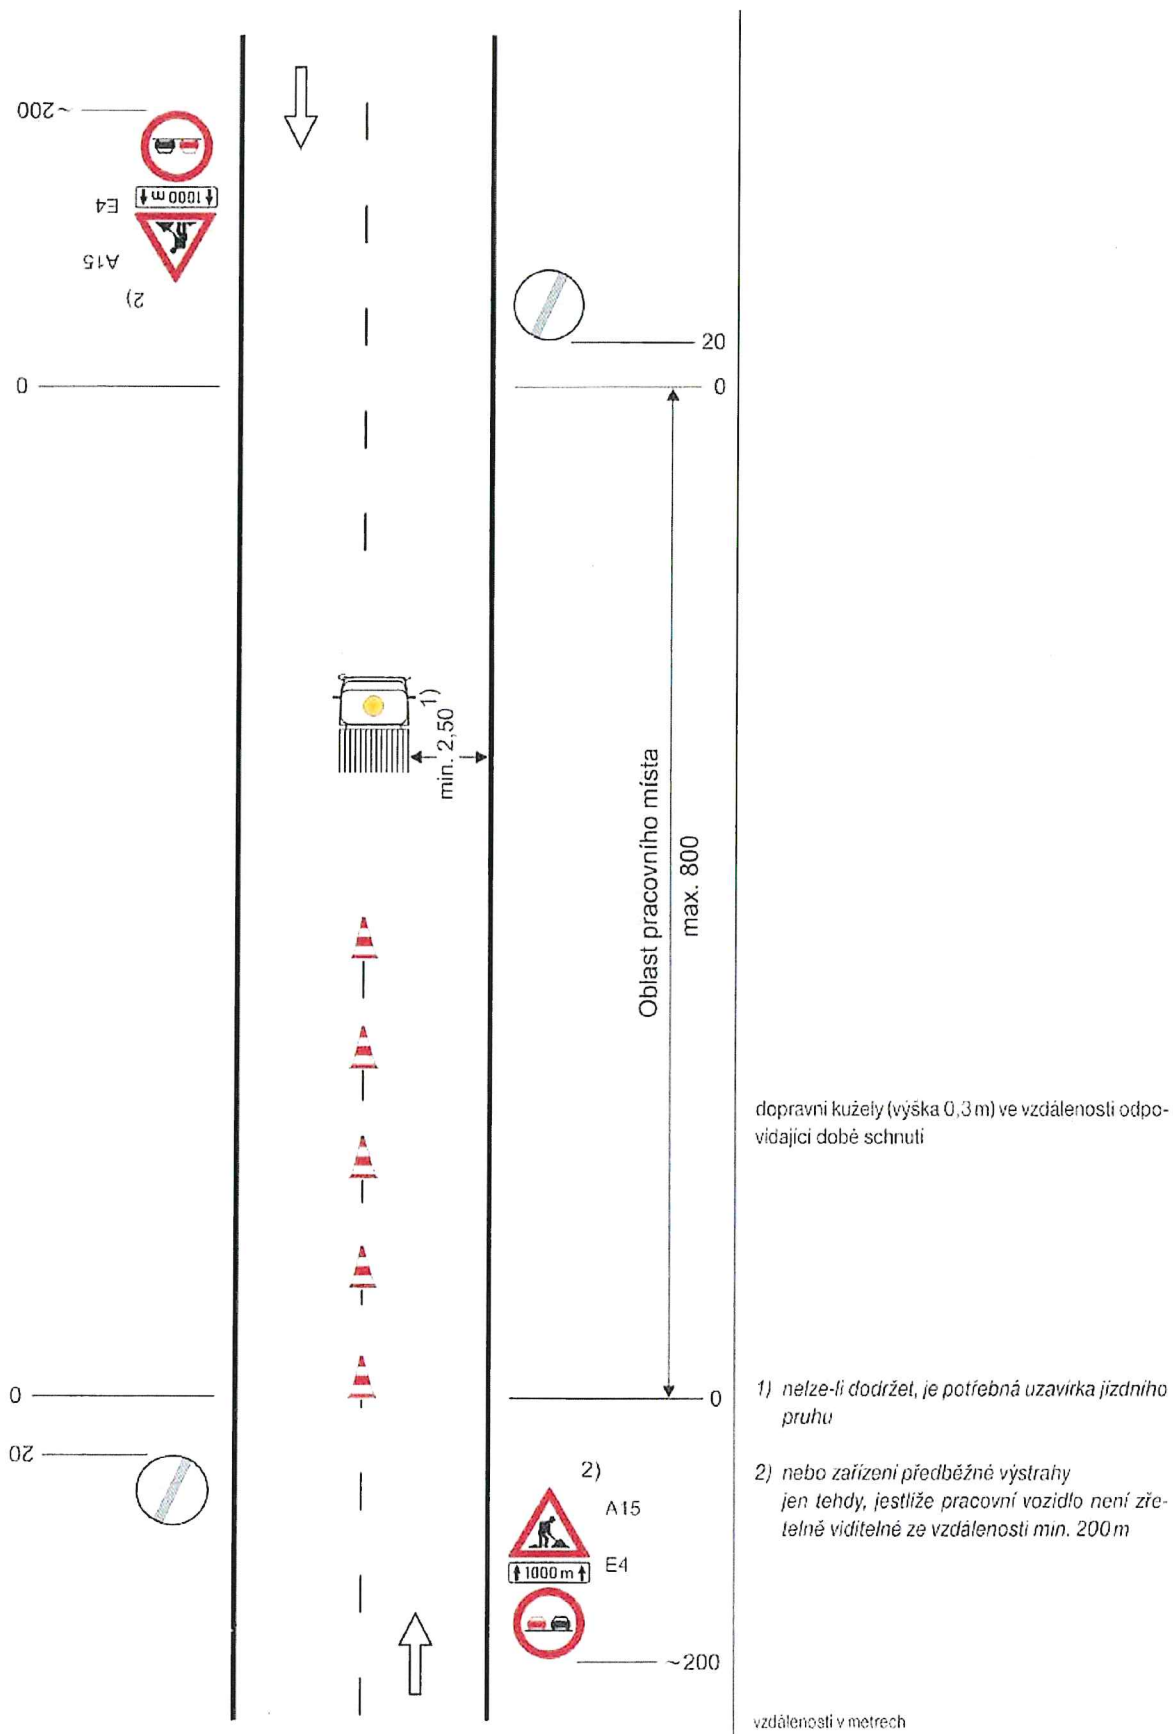 ~200
1000 m
E4
A15
2)
20
0
0
1)
min. 2,50
Oblast pracovního místa
max. 800
dopravní kužely (výška 0,3 m) ve vzdálenosti odpo-
vídající době schnutí
0
0
20
2)
A15
E4
1000 m
~200
1) nelze-li dodržet, je potřebná uzavírka jízdního
pruhu
2) nebo zařízení předběžné výstrahy
jen tehdy, jestliže pracovní vozidlo není zře-
telně viditelné ze vzdálenosti min. 200 m
vzdálenosti v metrech